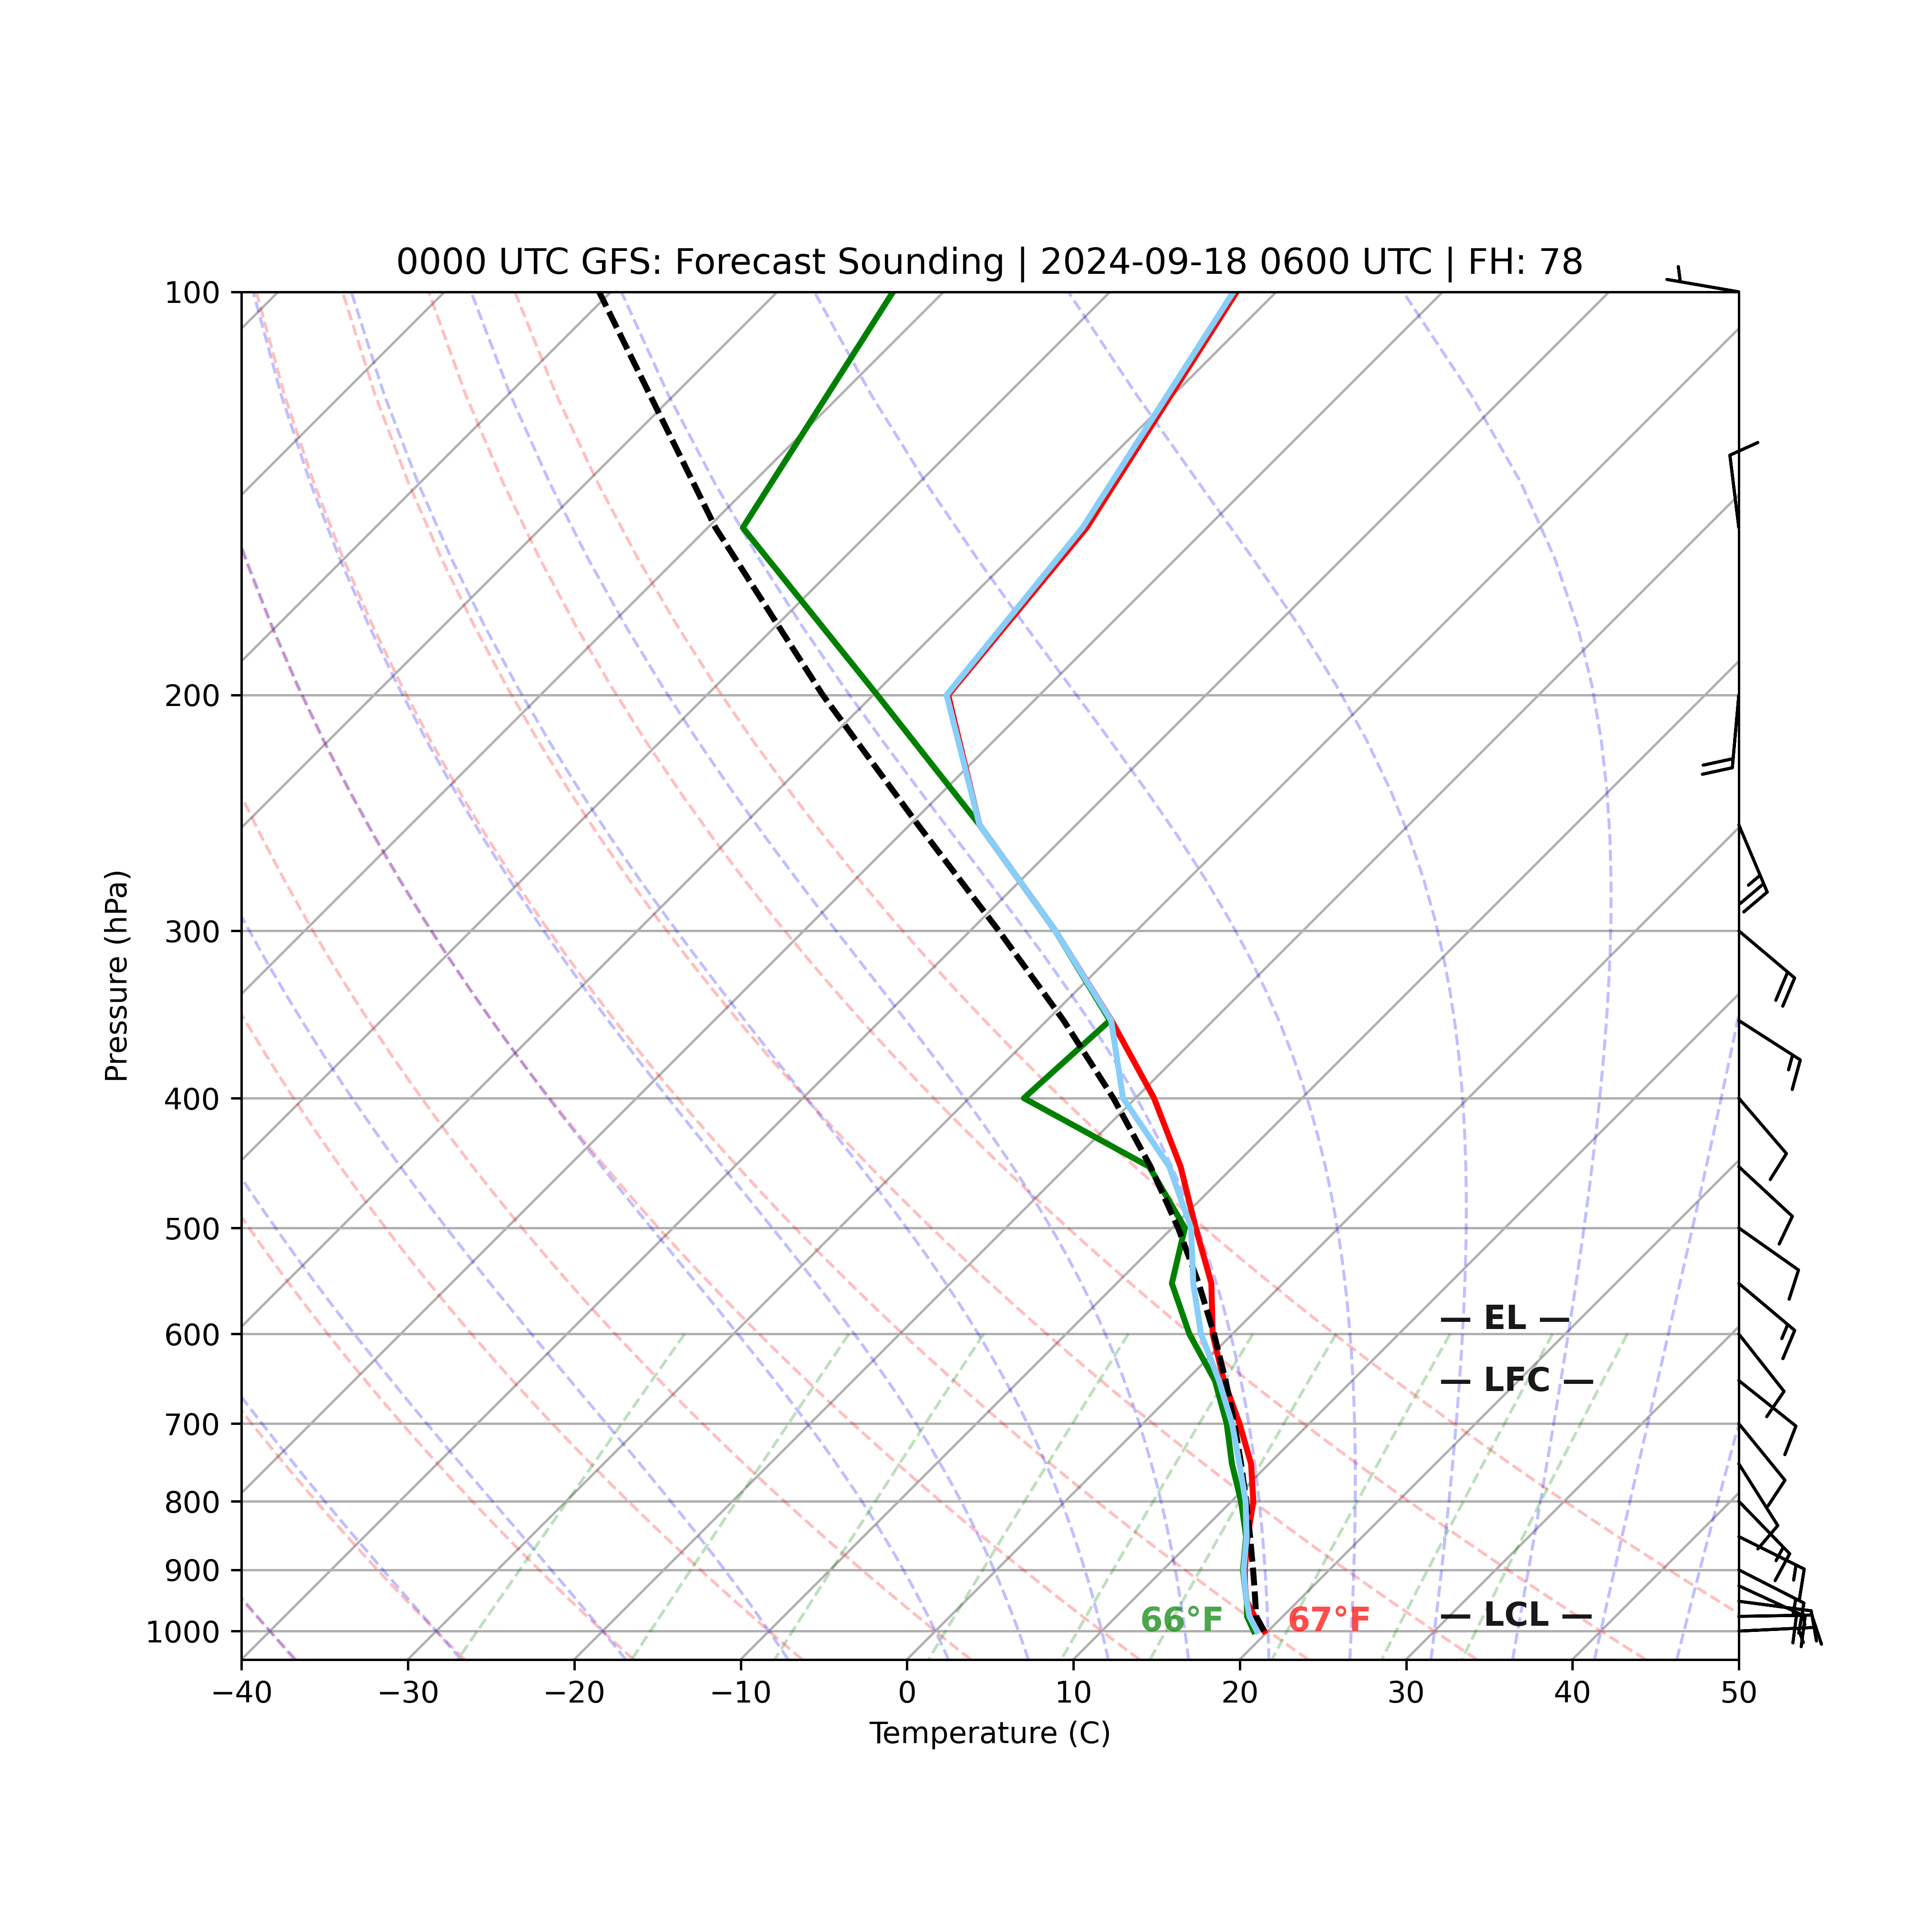 0000 UTC GFS: Forecast Sounding | 2024-09-18 0600 UTC | FH: 78
100
200
300
400
500
600
700
800
900
1000
Pressure (hPa)
— EL —
— LFC —
— LCL —
66°F
67°F
−40
−30
−20
−10
0
10
20
30
40
50
Temperature (C)